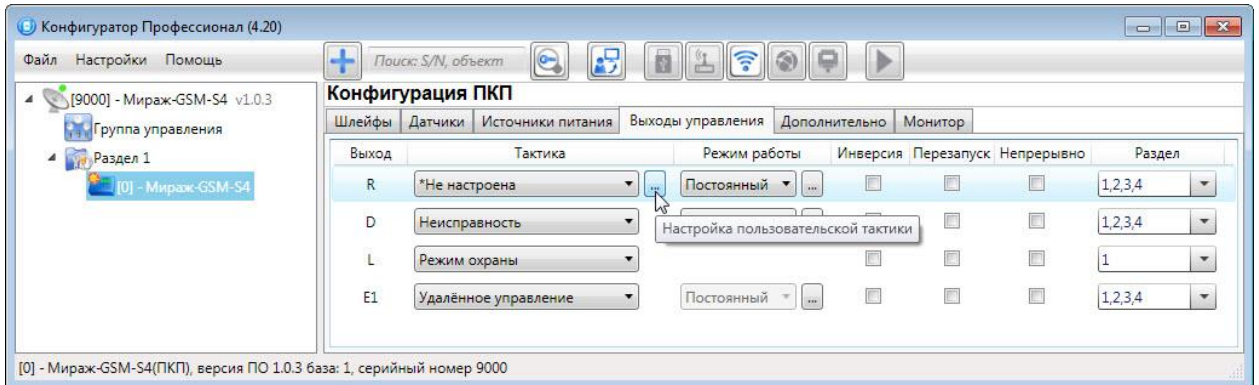 Конфигуратор Профессионал (4.20)
Файл Настройки Помощь
Поиск: S/N, объект
[9000] - Мираж-GSM-S4 v1.0.3
Группа управления
Раздел 1
[0] - Мираж-GSM-S4
Конфигурация ПКП
Шлейфы Датчики Источники питания Выходы управления Дополнительно Монитор
Выход Тактика Режим работы Инверсия Перезапуск Непрерывно Раздел
R *Не настроена ... Постоянный ... 1,2,3,4
D Неисправность 1,2,3,4
Настройка пользовательской тактики
L Режим охраны 1
E1 Удалённое управление Постоянный ... 1,2,3,4
[0] - Мираж-GSM-S4(ПКП), версия ПО 1.0.3 база: 1, серийный номер 9000